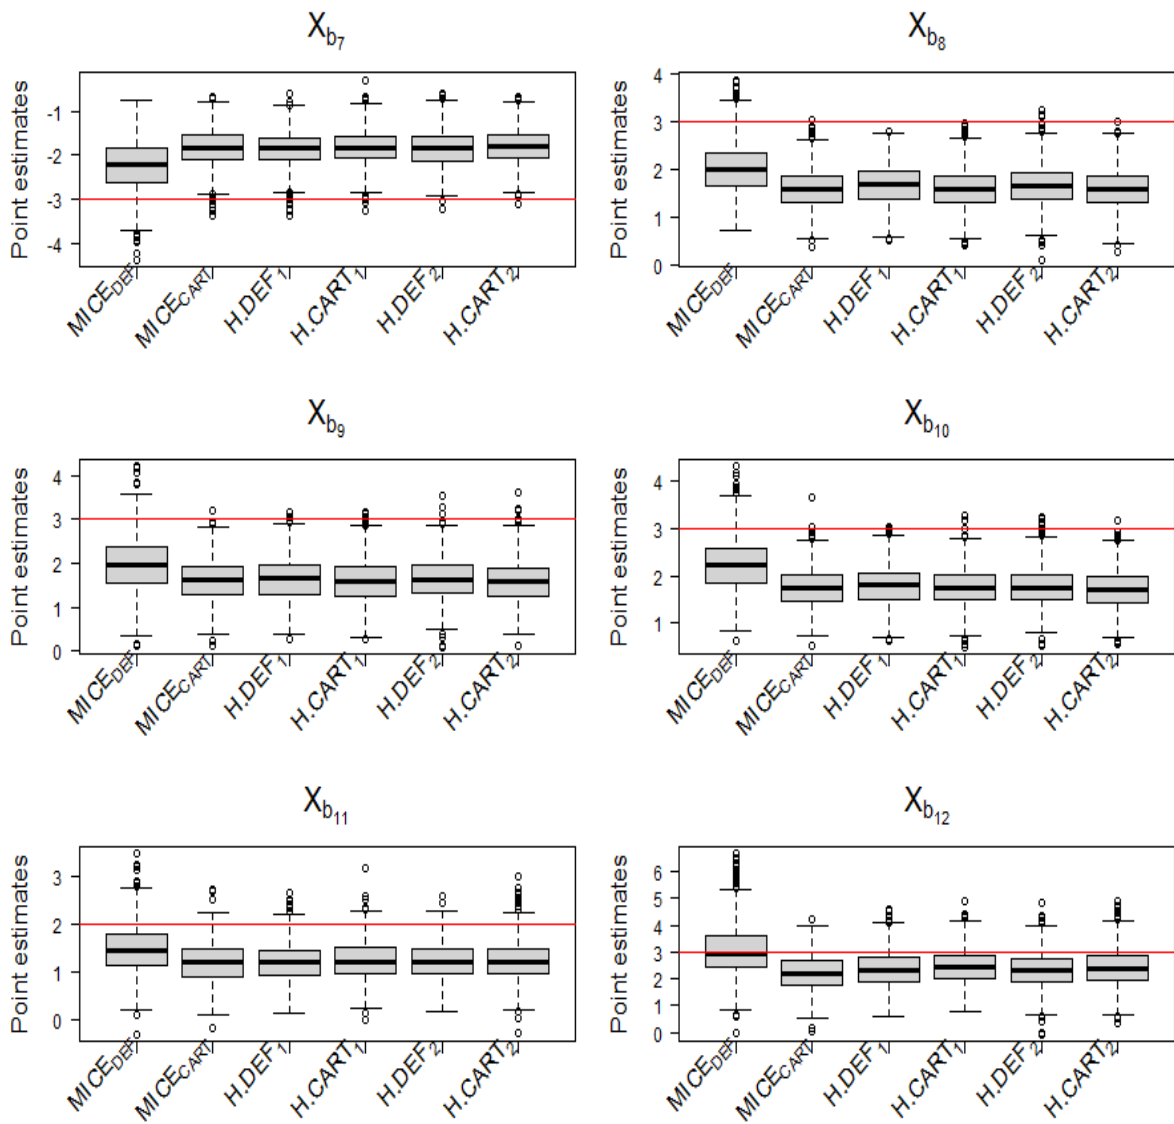 X_b7
Point estimates
-1
-2
-3
-4
MICE_DEF MICE_CART H.DEF_1 H.CART_1 H.DEF_2 H.CART_2
X_b8
Point estimates
4
3
2
1
0
MICE_DEF MICE_CART H.DEF_1 H.CART_1 H.DEF_2 H.CART_2
X_b9
Point estimates
4
3
2
1
0
MICE_DEF MICE_CART H.DEF_1 H.CART_1 H.DEF_2 H.CART_2
X_b10
Point estimates
4
3
2
1
MICE_DEF MICE_CART H.DEF_1 H.CART_1 H.DEF_2 H.CART_2
X_b11
Point estimates
3
2
1
0
MICE_DEF MICE_CART H.DEF_1 H.CART_1 H.DEF_2 H.CART_2
X_b12
Point estimates
6
5
4
3
2
1
0
MICE_DEF MICE_CART H.DEF_1 H.CART_1 H.DEF_2 H.CART_2